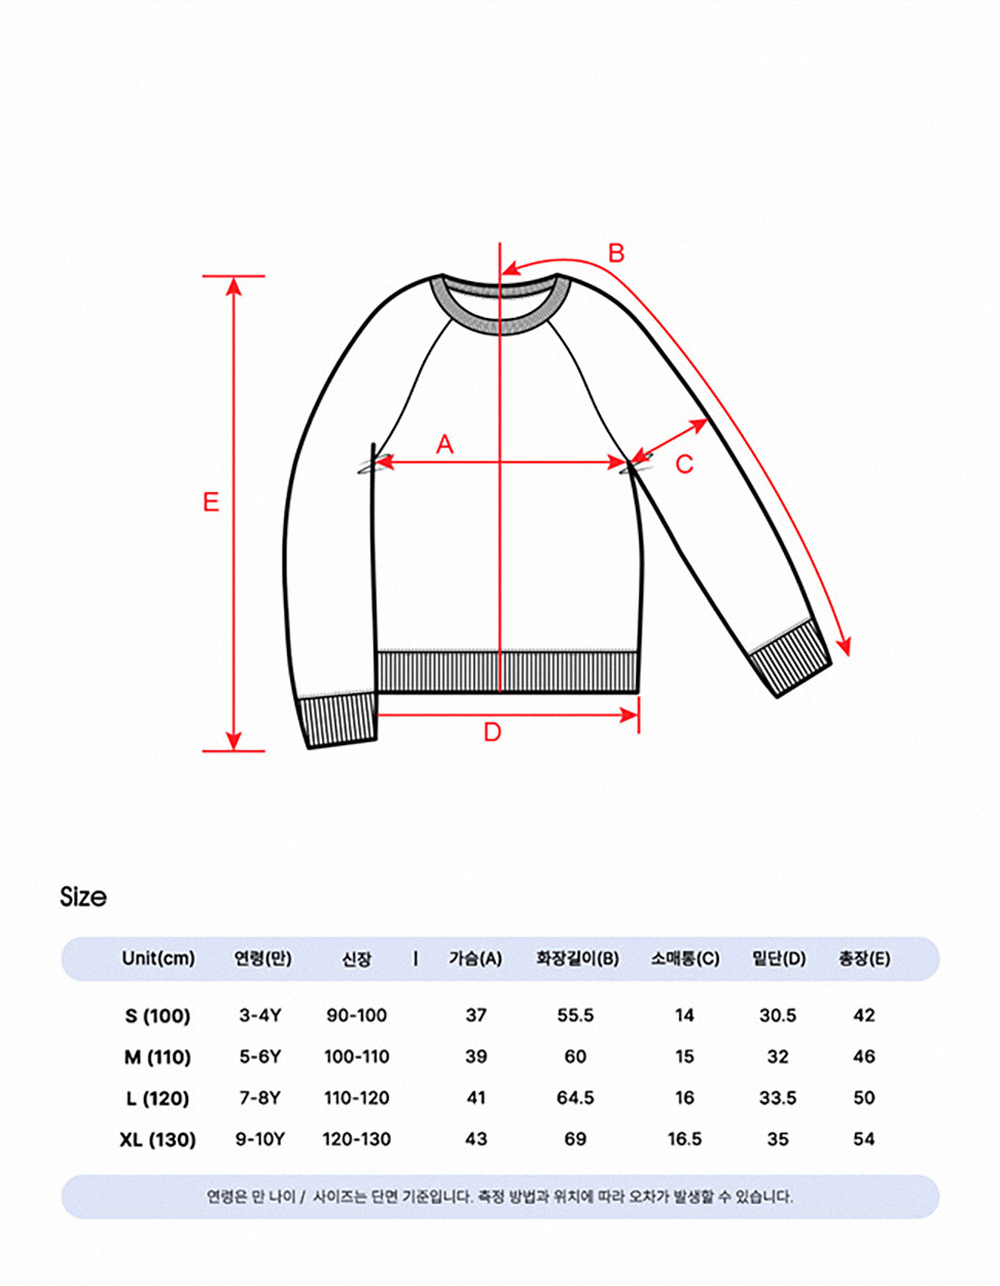 B
A
C
E
D
Size
Unit(cm) 연령(만) 신장 | 가슴(A) 화장길이(B) 소매통(C) 밑단(D) 총장(E)
S (100) 3-4Y 90-100 37 55.5 14 30.5 42
M (110) 5-6Y 100-110 39 60 15 32 46
L (120) 7-8Y 110-120 41 64.5 16 33.5 50
XL (130) 9-10Y 120-130 43 69 16.5 35 54
연령은 만 나이 / 사이즈는 단면 기준입니다. 측정 방법과 위치에 따라 오차가 발생할 수 있습니다.